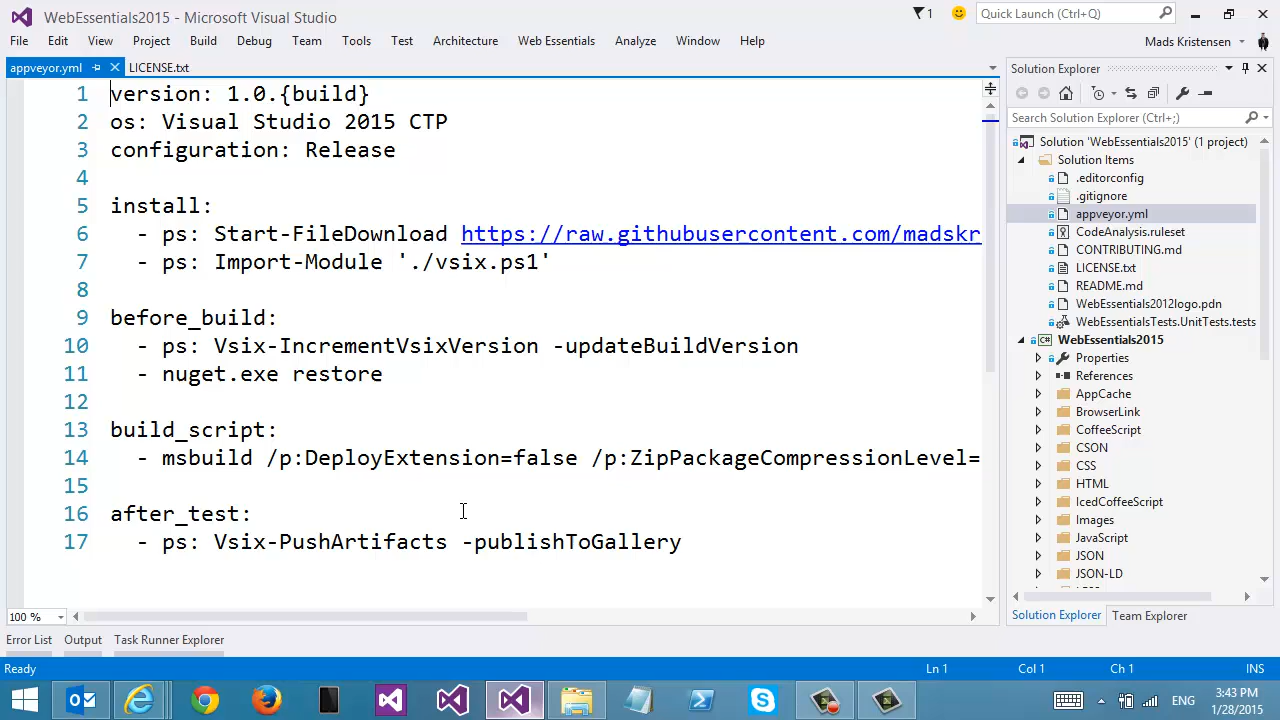 WebEssentials2015 - Microsoft Visual Studio
1
Quick Launch (Ctrl+Q)
File Edit View Project Build Debug Team Tools Test Architecture Web Essentials Analyze Window Help
Mads Kristensen
appveyor.yml
LICENSE.txt
1 version: 1.0.{build}
2 os: Visual Studio 2015 CTP
3 configuration: Release
4
5 install:
6 - ps: Start-FileDownload https://raw.githubusercontent.com/madskr
7 - ps: Import-Module './vsix.ps1'
8
9 before_build:
10 - ps: Vsix-IncrementVsixVersion -updateBuildVersion
11 - nuget.exe restore
12
13 build_script:
14 - msbuild /p:DeployExtension=false /p:ZipPackageCompressionLevel=
15
16 after_test:
17 - ps: Vsix-PushArtifacts -publishToGallery
100 %
Solution Explorer
Search Solution Explorer (Ctrl+;)
Solution 'WebEssentials2015' (1 project)
Solution Items
.editorconfig
.gitignore
appveyor.yml
CodeAnalysis.ruleset
CONTRIBUTING.md
LICENSE.txt
README.md
WebEssentials2012logo.pdn
WebEssentialsTests.UnitTests.tests
WebEssentials2015
Properties
References
AppCache
BrowserLink
CoffeeScript
CSON
CSS
HTML
IcedCoffeeScript
Images
JavaScript
JSON
JSON-LD
Solution Explorer Team Explorer
Error List Output Task Runner Explorer
Ready
Ln 1 Col 1 Ch 1 INS
ENG
3:43 PM
1/28/2015